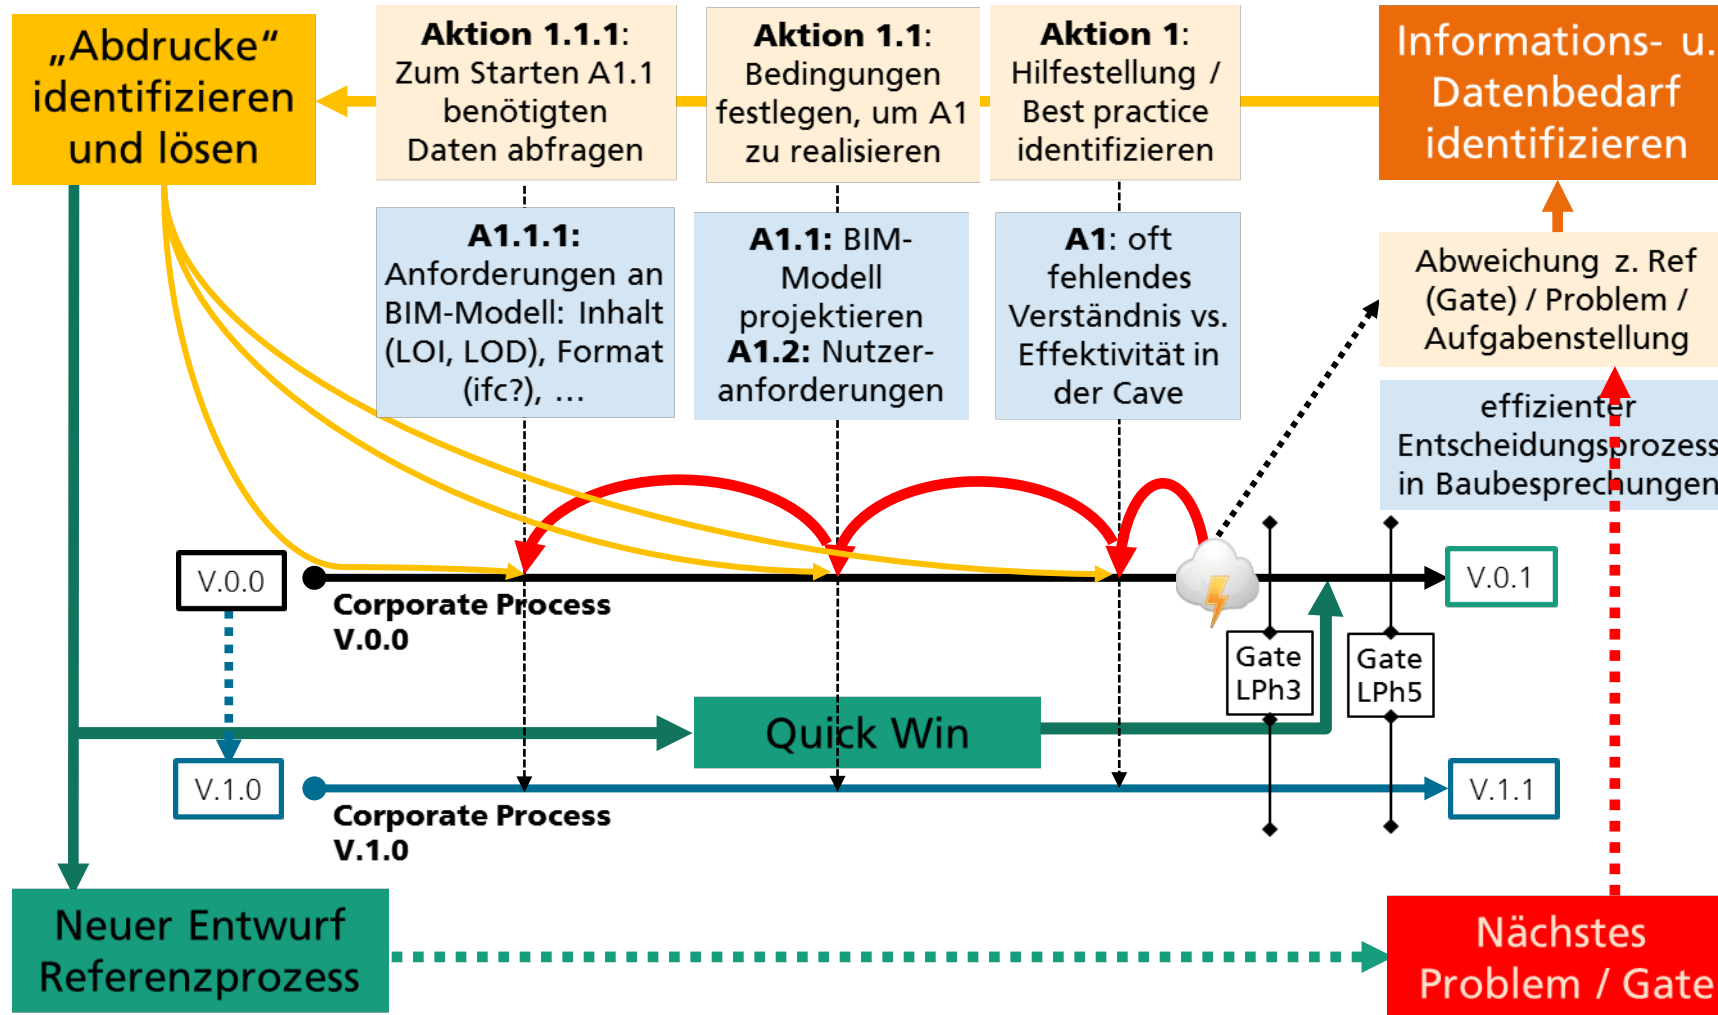 „Abdrucke“
identifizieren
und lösen
Aktion 1.1.1:
Zum Starten A1.1
benötigten
Daten abfragen
Aktion 1.1:
Bedingungen
festlegen, um A1
zu realisieren
Aktion 1:
Hilfestellung /
Best practice
identifizieren
Informations- u.
Datenbedarf
identifizieren
A1.1.1:
Anforderungen an
BIM-Modell: Inhalt
(LOI, LOD), Format
(ifc?), ...
A1.1: BIM-
Modell
projektieren
A1.2: Nutzer-
anforderungen
A1: oft
fehlendes
Verständnis vs.
Effektivität in
der Cave
Abweichung z. Ref
(Gate) / Problem /
Aufgabenstellung
effizienter
Entscheidungsprozess
in Baubesprechungen
V.0.0
Corporate Process
V.0.0
V.0.1
Gate
LPh3
Gate
LPh5
Quick Win
V.1.0
Corporate Process
V.1.0
V.1.1
Neuer Entwurf
Referenzprozess
Nächstes
Problem / Gate